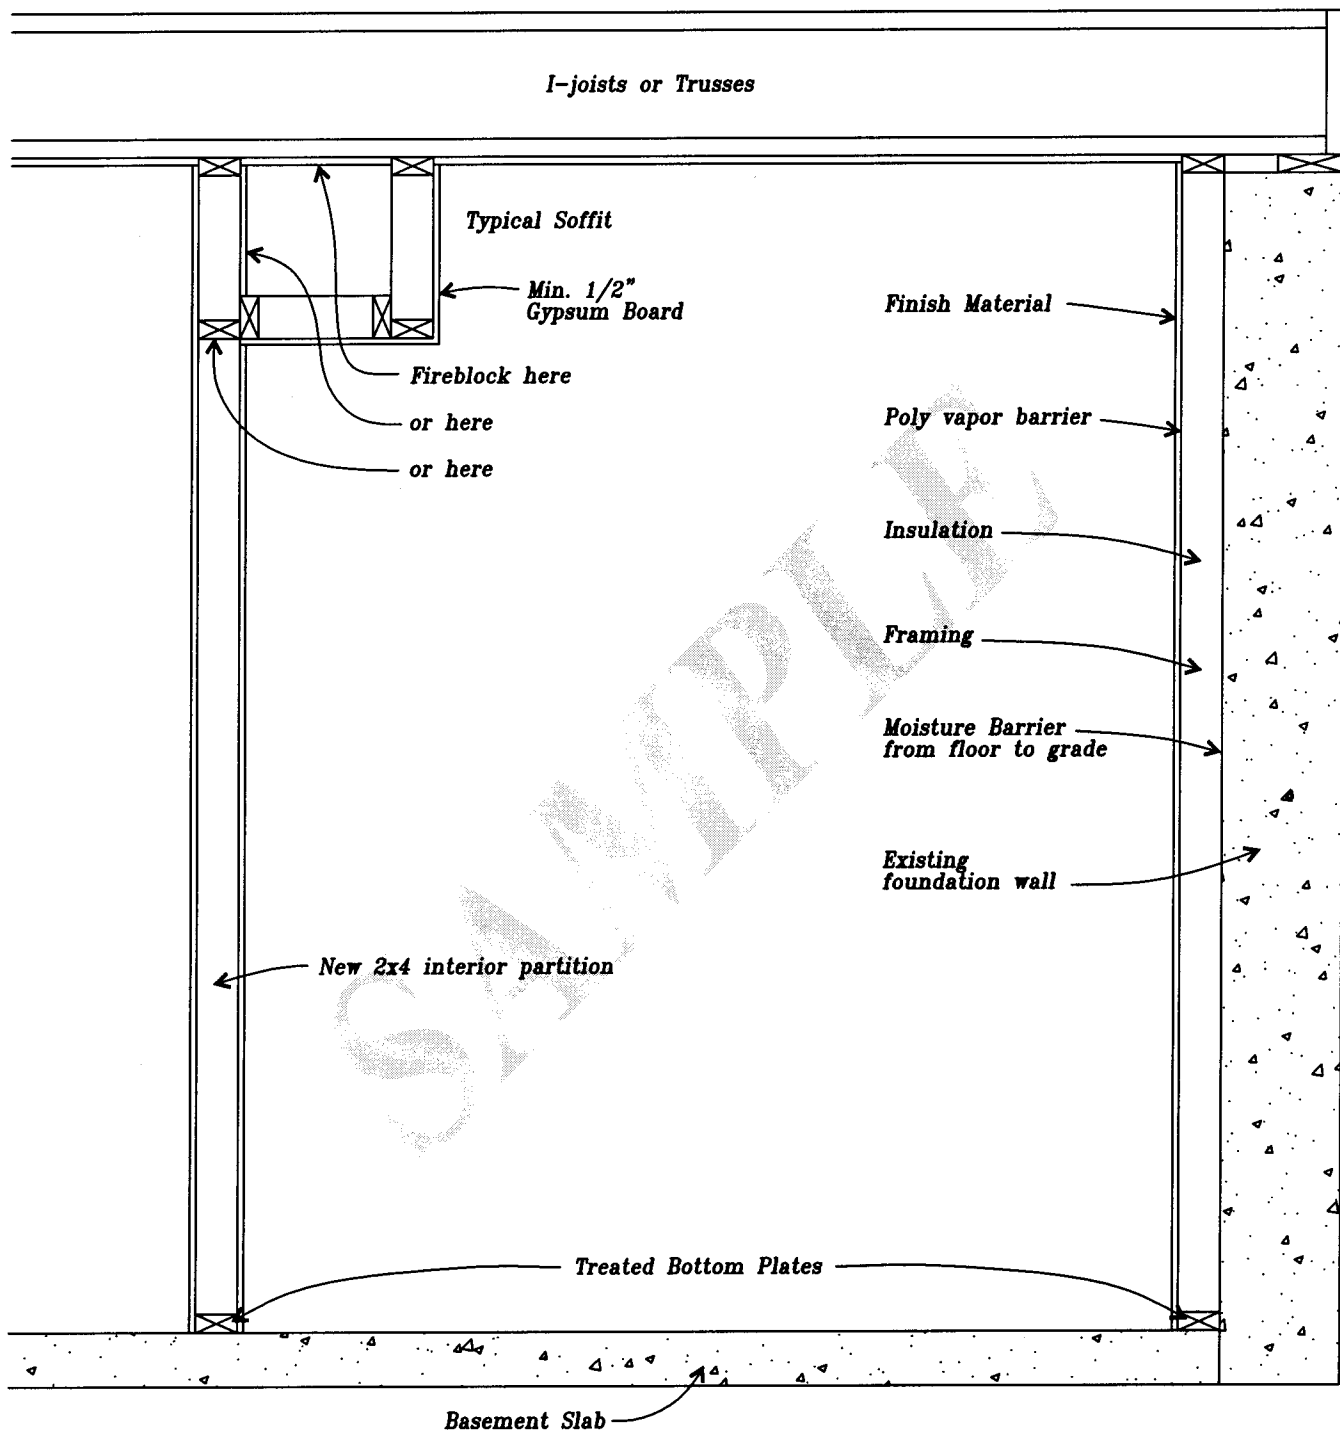 I-joists or Trusses
Typical Soffit
Min. 1/2"
Gypsum Board
Fireblock here
or here
or here
Finish Material
Poly vapor barrier
Insulation
Framing
Moisture Barrier
from floor to grade
Existing
foundation wall
New 2x4 interior partition
SAMPLE
Treated Bottom Plates
Basement Slab